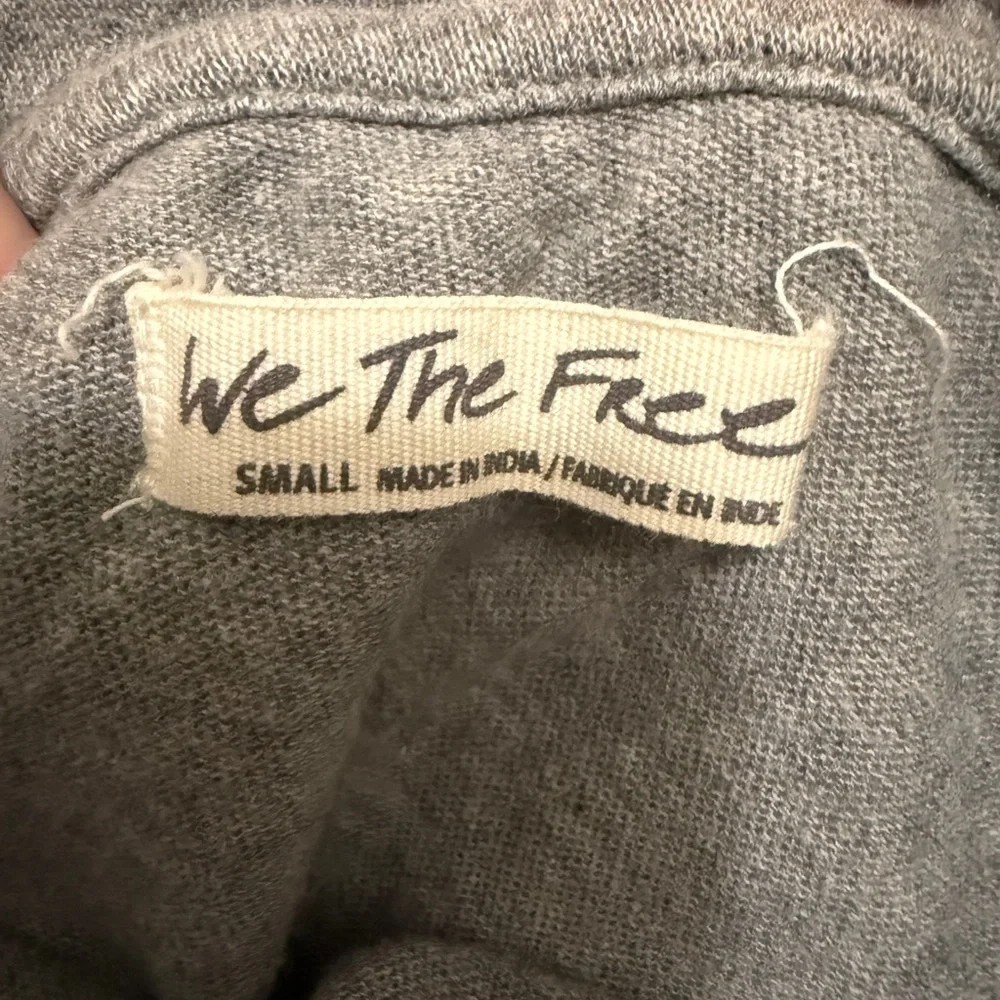 We The Free
SMALL MADE IN INDIA / FABRIQUÉ EN INDE